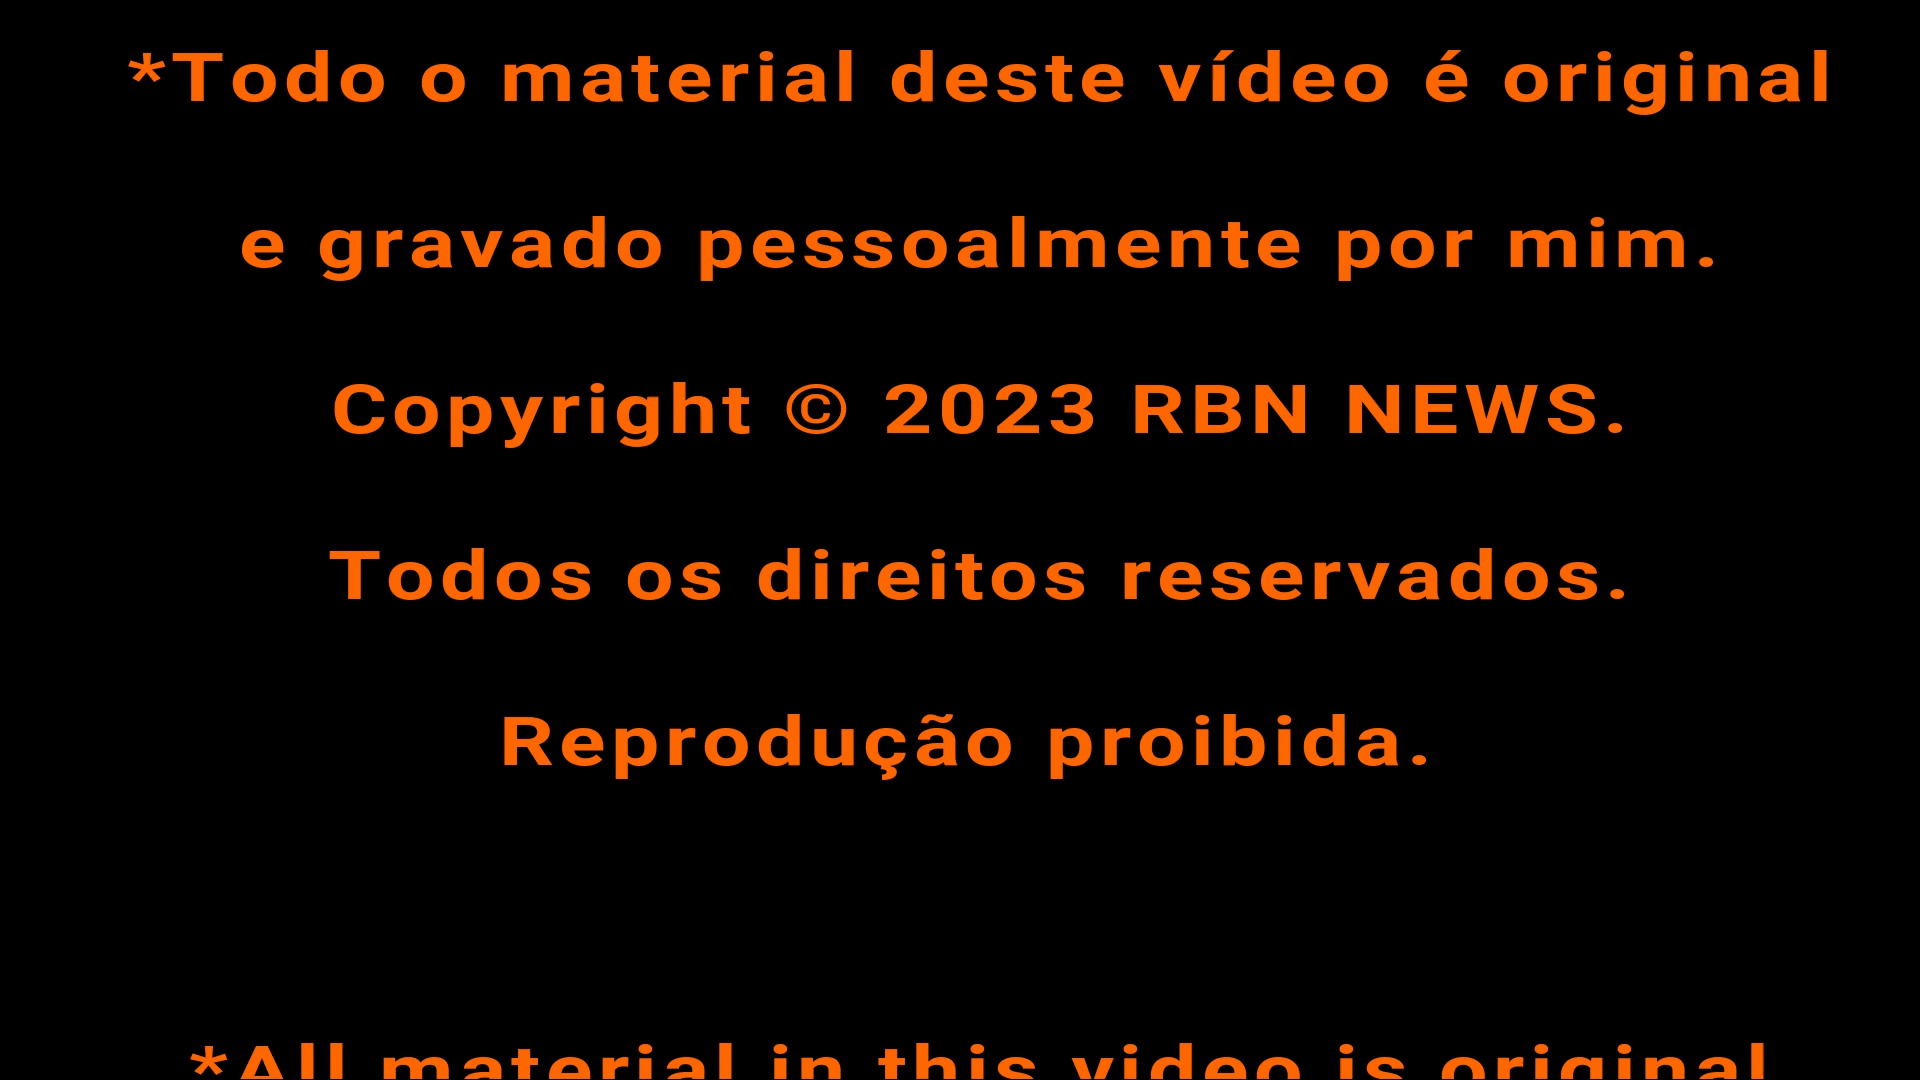 *Todo o material deste vídeo é original
e gravado pessoalmente por mim.
Copyright © 2023 RBN NEWS.
Todos os direitos reservados.
Reprodução proibida.
*All material in this video is original